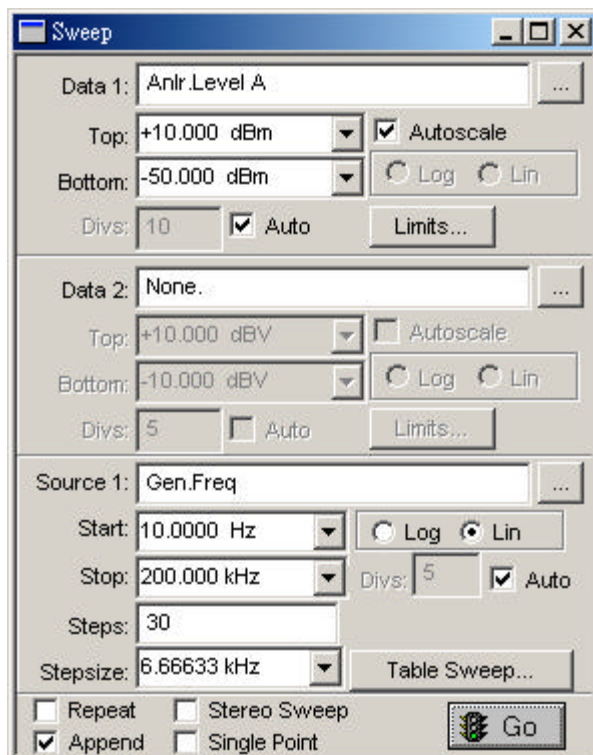 Sweep
Data 1: Anlr.Level A ...
Top: +10.000 dBm Autoscale
Bottom: -50.000 dBm Log Lin
Divs: 10 Auto Limits...
Data 2: None. ...
Top: +10.000 dBV Autoscale
Bottom: -10.000 dBV Log Lin
Divs: 5 Auto Limits...
Source 1: Gen.Freq ...
Start: 10.0000 Hz Log Lin
Stop: 200.000 kHz Divs: 5 Auto
Steps: 30
Stepsize: 6.66633 kHz Table Sweep...
Repeat Stereo Sweep Go
Append Single Point